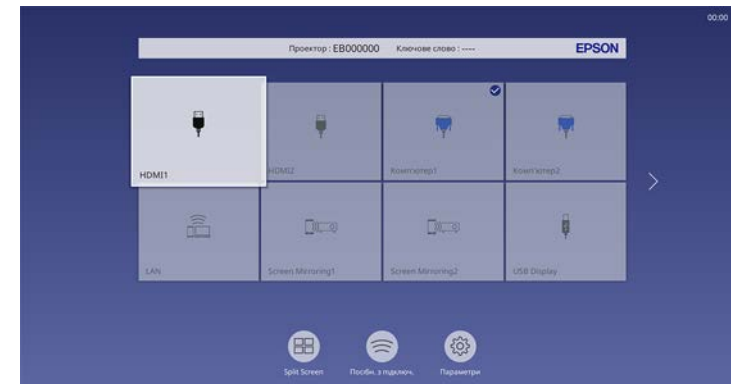 00:00
Проектор : EB000000 Ключове слово : ---- EPSON
HDMI1 HDMI2 Комп'ютер1 Комп'ютер2
LAN Screen Mirroring1 Screen Mirroring2 USB Display
Split Screen Посібн. з підключ. Параметри